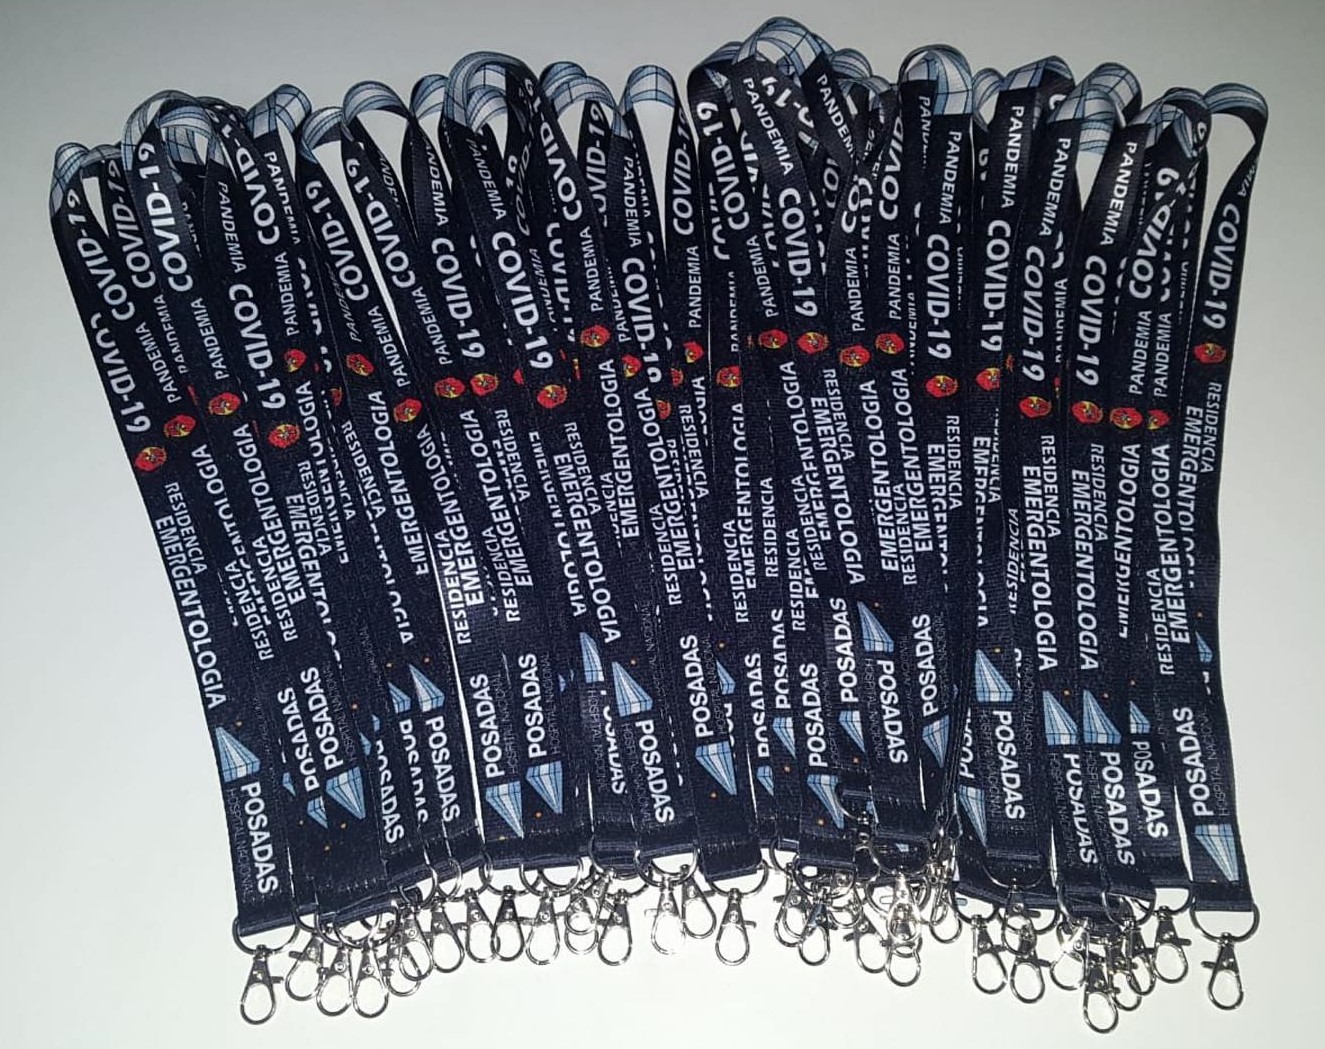 PANDEMIA
COVID-19
RESIDENCIA
EMERGENTOLOGIA
HOSPITAL NACIONAL
POSADAS